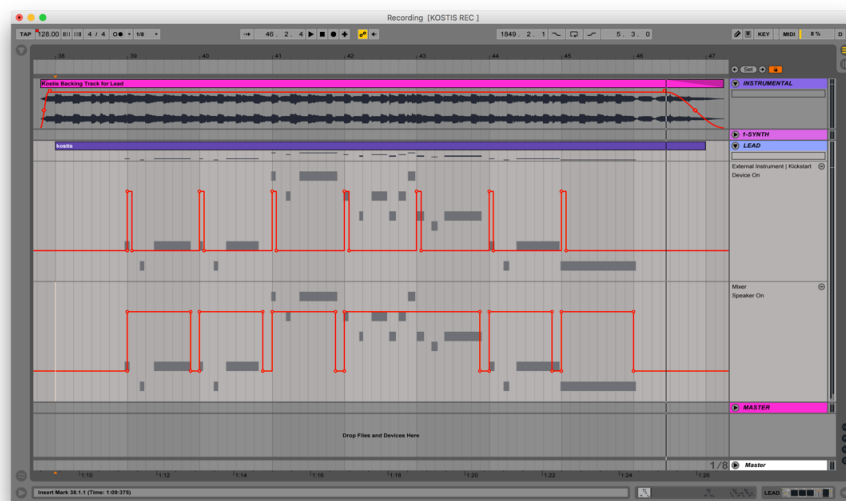 Recording [KOSTIS REC ]
TAP 128.00 4 / 4 1/8 46. 2. 4 1849. 2. 1 5. 3. 0 KEY MIDI 8 % D
38 39 40 41 42 43 44 45 46 47
Set
Kostis Backing Track for Lead
INSTRUMENTAL
1-SYNTH
kostis
LEAD
External Instrument | Kickstart
Device On
Mixer
Speaker On
MASTER
Drop Files and Devices Here
1/8 Master
1:16 1:14 1:16 1:18 1:20 1:22 1:24 1:26
Insert Mark 38.1.1 (Time: 1:09:375)
LEAD